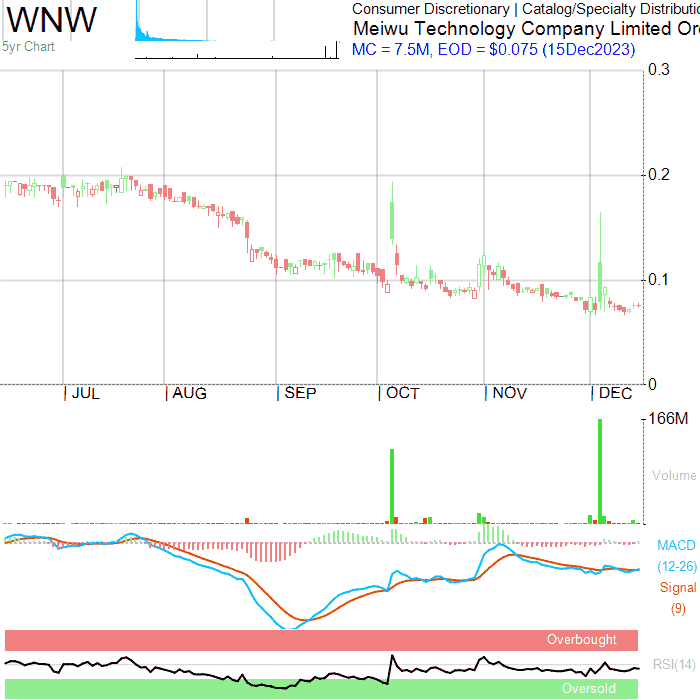 WNW
5yr Chart
Consumer Discretionary | Catalog/Specialty Distributio
Meiwu Technology Company Limited Or
MC = 7.5M, EOD = $0.075 (15Dec2023)
0.3
0.2
0.1
0
| JUL | AUG | SEP | OCT | NOV | DEC
166M
Volume
MACD
(12-26)
Signal
(9)
Overbought
RSI(14)
Oversold